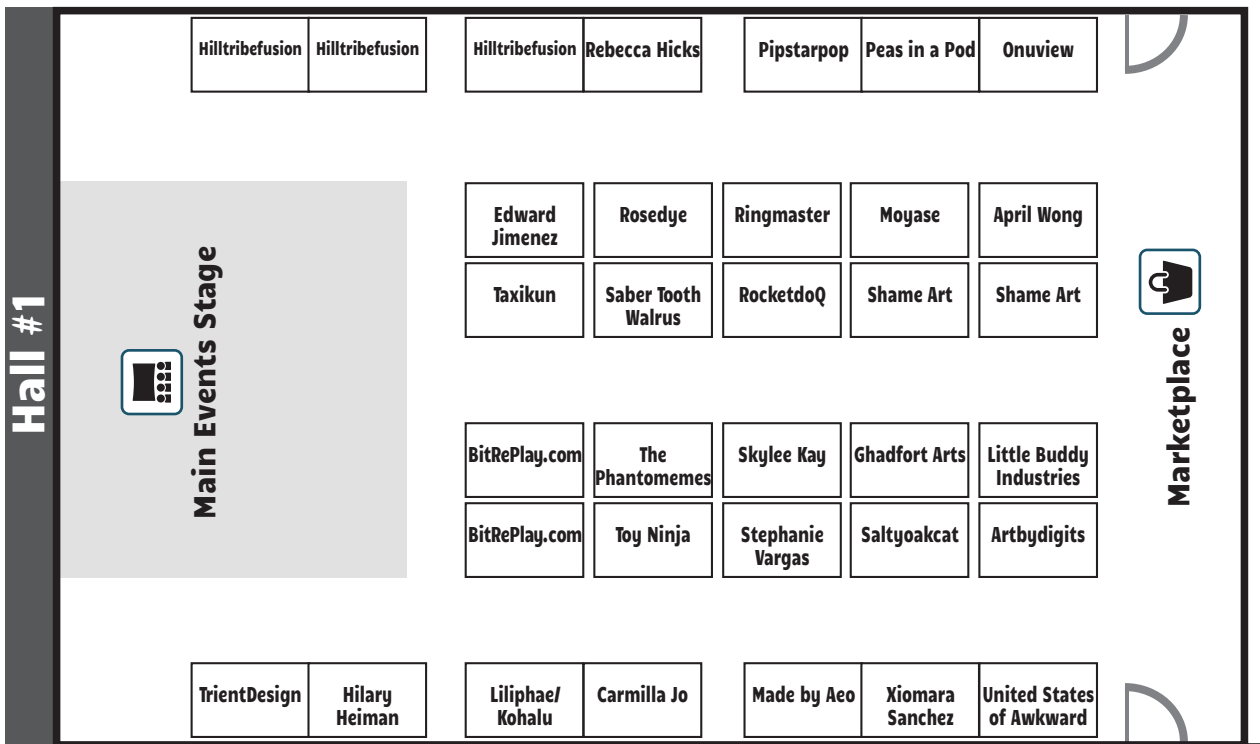 Hall #1
Main Events Stage
Marketplace
Hilltribefusion
Hilltribefusion
Hilltribefusion
Rebecca Hicks
Pipstarpop
Peas in a Pod
Onuview
Edward
Jimenez
Rosedye
Ringmaster
Moyase
April Wong
Taxikun
Saber Tooth
Walrus
RocketdoQ
Shame Art
Shame Art
BitRePlay.com
The
Phantomemes
Skylee Kay
Ghadfort Arts
Little Buddy
Industries
BitRePlay.com
Toy Ninja
Stephanie
Vargas
Saltyoakcat
Artbydigits
TrientDesign
Hilary
Heiman
Liliphae/
Kohalu
Carmilla Jo
Made by Aeo
Xiomara
Sanchez
United States
of Awkward